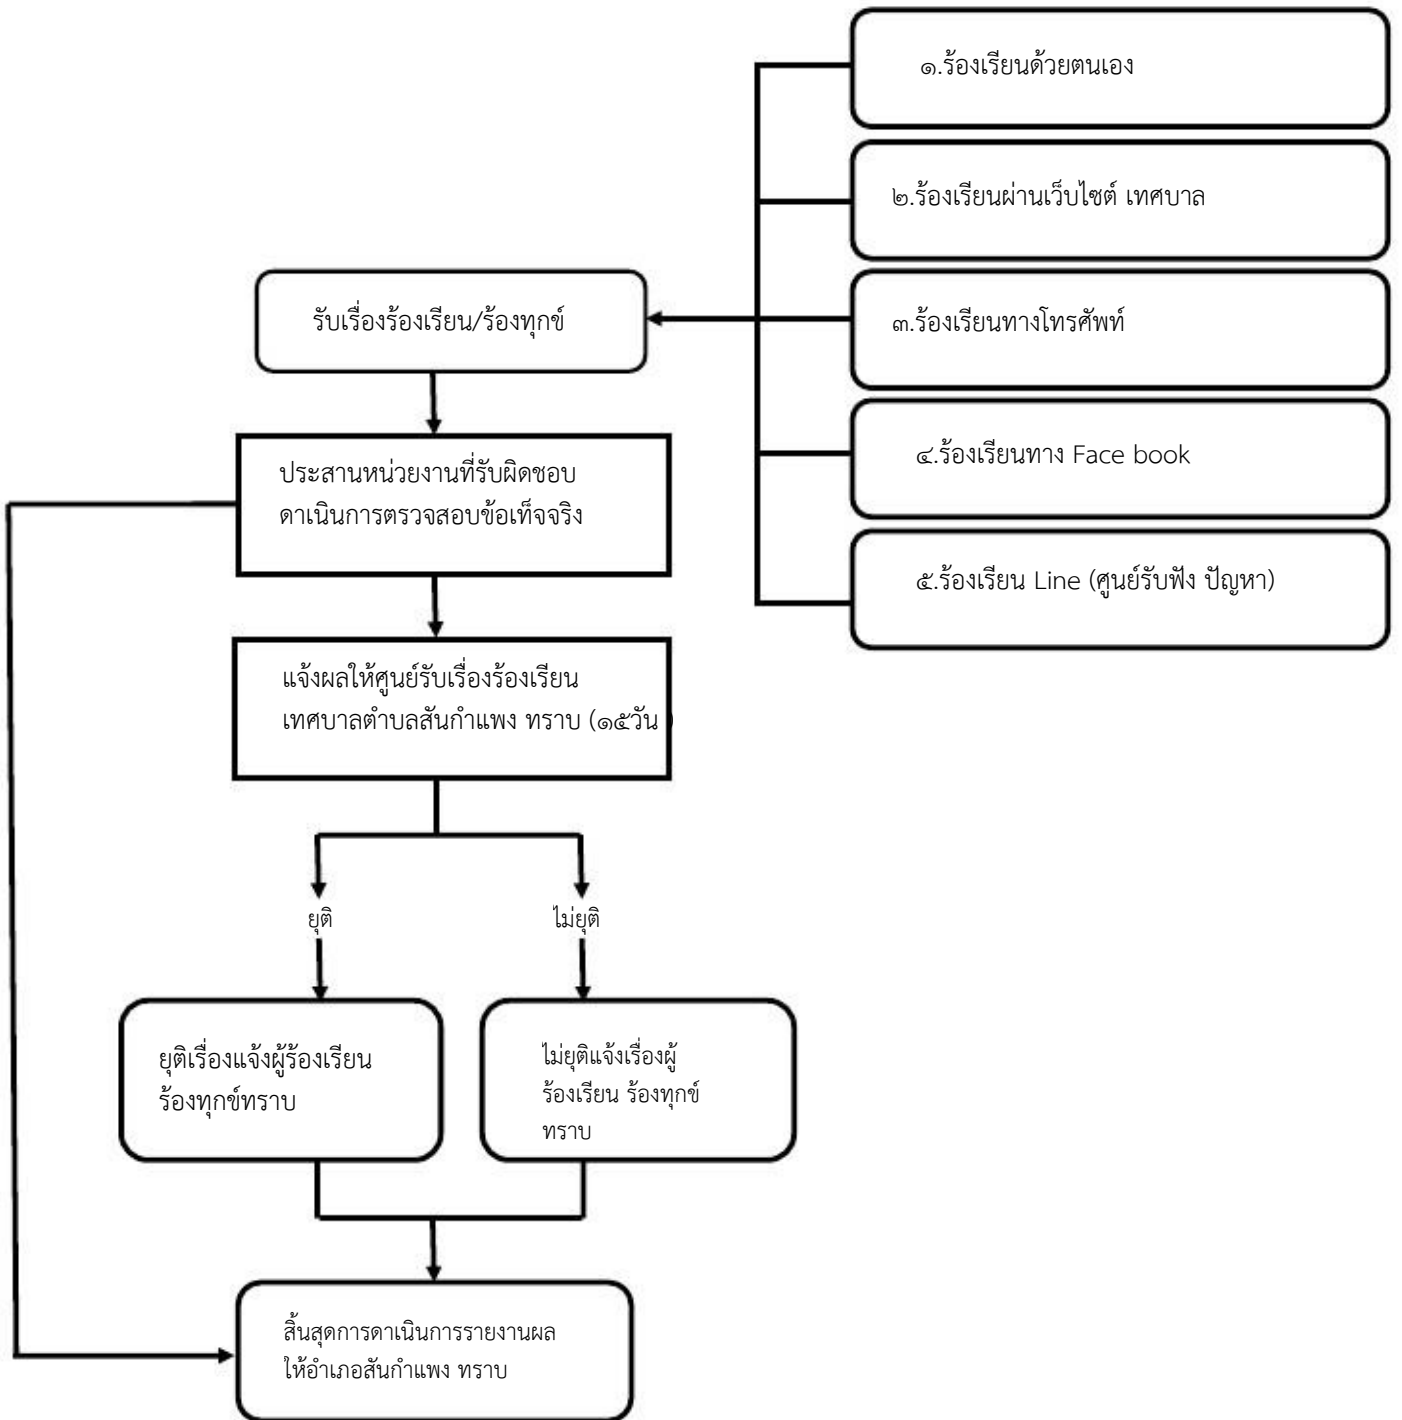 ๑.ร้องเรียนด้วยตนเอง
๒.ร้องเรียนผ่านเว็บไซต์ เทศบาล
รับเรื่องร้องเรียน/ร้องทุกข์
๓.ร้องเรียนทางโทรศัพท์
๔.ร้องเรียนทาง Face book
ประสานหน่วยงานที่รับผิดชอบ
ดาเนินการตรวจสอบข้อเท็จจริง
๕.ร้องเรียน Line (ศูนย์รับฟัง ปัญหา)
แจ้งผลให้ศูนย์รับเรื่องร้องเรียน
เทศบาลตำบลสันกำแพง ทราบ (๑๕วัน )
ยุติ
ไม่ยุติ
ยุติเรื่องแจ้งผู้ร้องเรียน
ร้องทุกข์ทราบ
ไม่ยุติแจ้งเรื่องผู้
ร้องเรียน ร้องทุกข์
ทราบ
สิ้นสุดการดาเนินการรายงานผล
ให้อำเภอสันกำแพง ทราบ